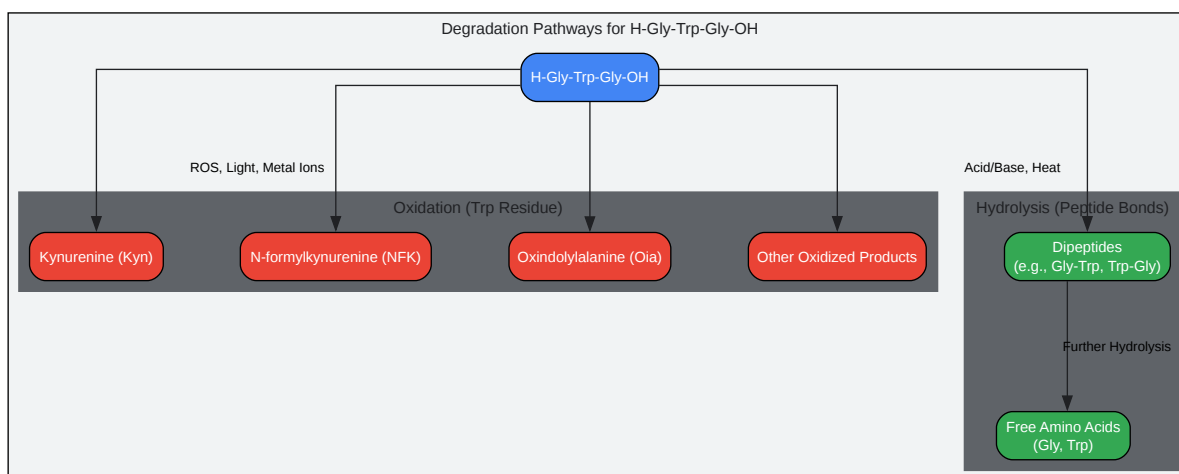 Degradation Pathways for H-Gly-Trp-Gly-OH
H-Gly-Trp-Gly-OH
ROS, Light, Metal Ions
Acid/Base, Heat
Oxidation (Trp Residue)
Hydrolysis (Peptide Bonds)
Kynurenine (Kyn)
N-formylkynurenine (NFK)
Oxindolylalanine (Oia)
Other Oxidized Products
Dipeptides
(e.g., Gly-Trp, Trp-Gly)
Further Hydrolysis
Free Amino Acids
(Gly, Trp)